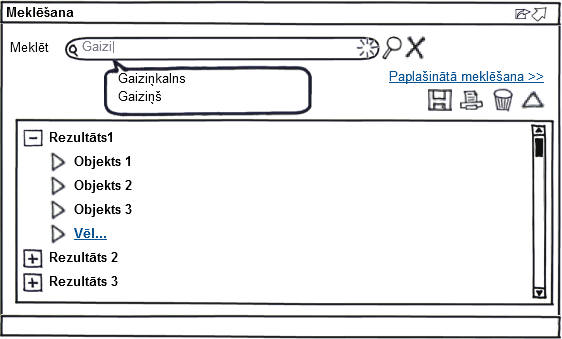 Meklēšana
Meklēt
Gaizi
Gaiziņkalns
Gaiziņš
Paplašinātā meklēšana >>
Rezultāts1
Objekts 1
Objekts 2
Objekts 3
Vēl...
Rezultāts 2
Rezultāts 3